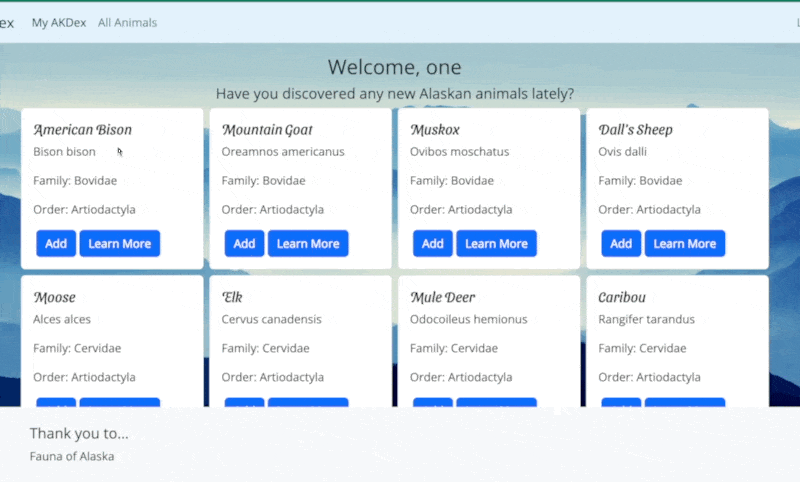 ex My AKDex All Animals
Welcome, one
Have you discovered any new Alaskan animals lately?
American Bison
Bison bison
Family: Bovidae
Order: Artiodactyla
Add Learn More
Mountain Goat
Oreamnos americanus
Family: Bovidae
Order: Artiodactyla
Add Learn More
Muskox
Ovibos moschatus
Family: Bovidae
Order: Artiodactyla
Add Learn More
Dall's Sheep
Ovis dalli
Family: Bovidae
Order: Artiodactyla
Add Learn More
Moose
Alces alces
Family: Cervidae
Order: Artiodactyla
Elk
Cervus canadensis
Family: Cervidae
Order: Artiodactyla
Mule Deer
Odocoileus hemionus
Family: Cervidae
Order: Artiodactyla
Caribou
Rangifer tarandus
Family: Cervidae
Order: Artiodactyla
Thank you to...
Fauna of Alaska